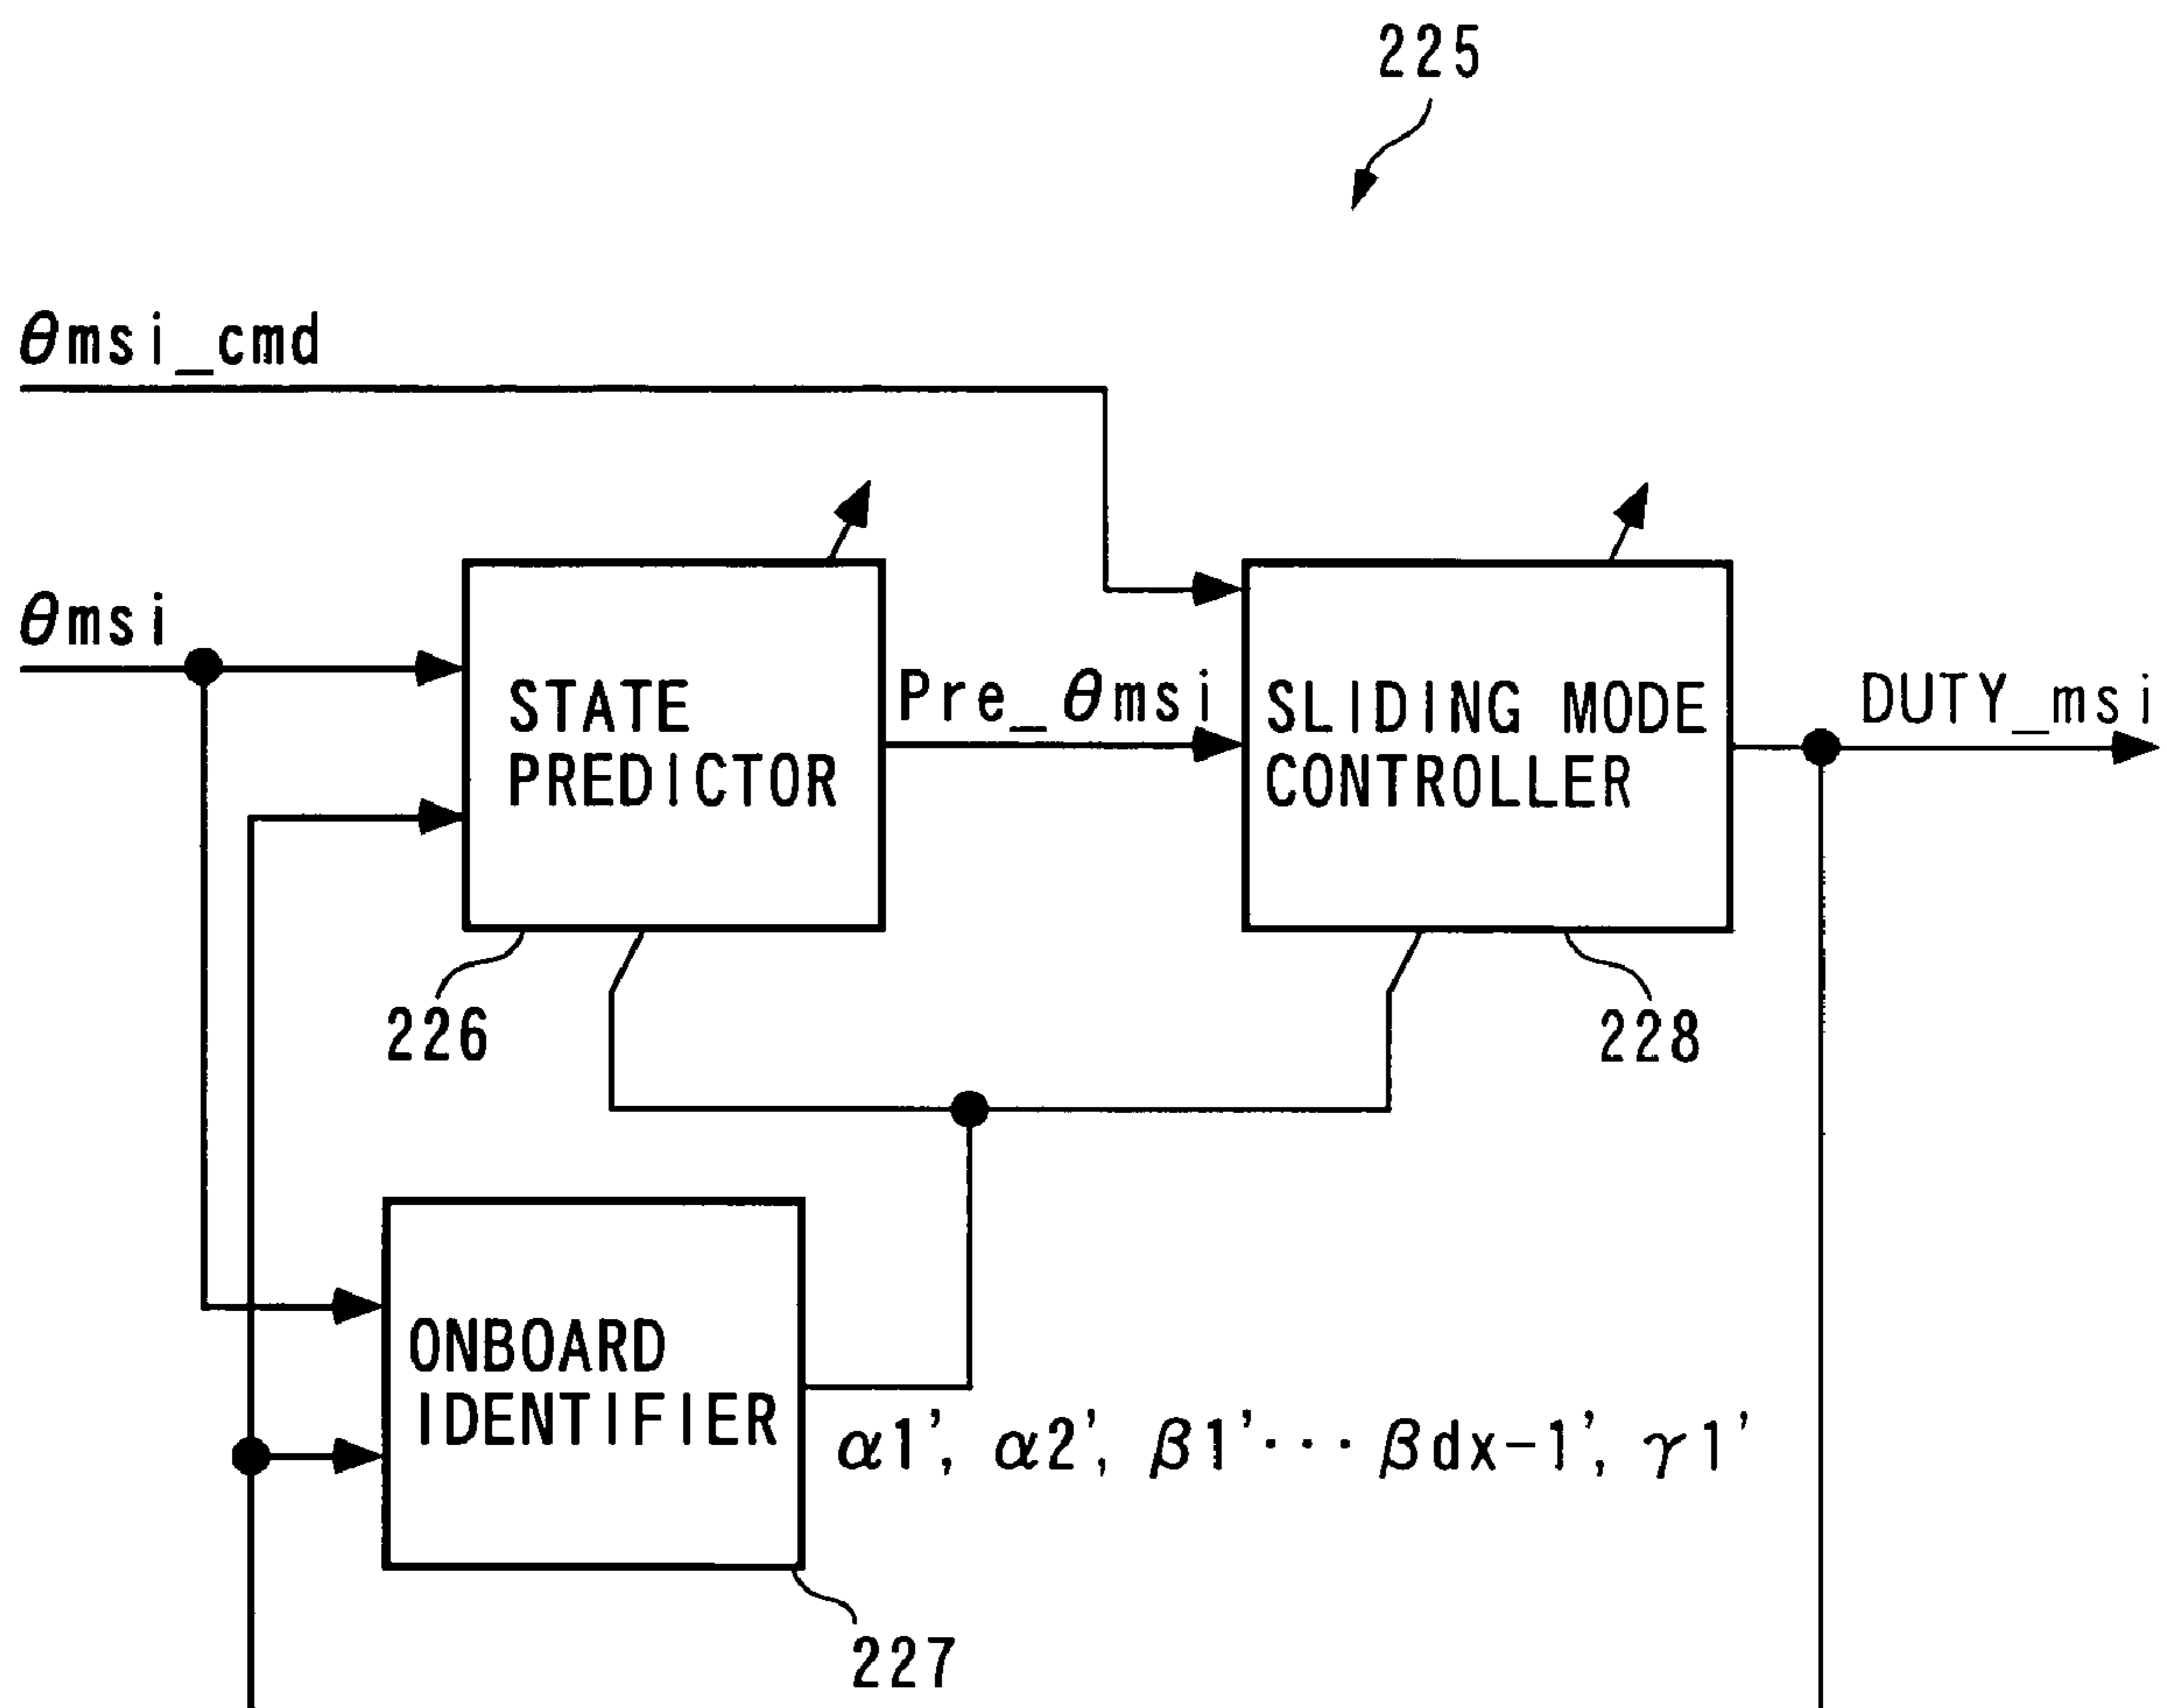 225
θmsi_cmd
θmsi
STATE
PREDICTOR
Pre_θmsi
SLIDING MODE
CONTROLLER
DUTY_msi
226
228
ONBOARD
IDENTIFIER
α1', α2', β1'··· βdx-1', γ1'
227